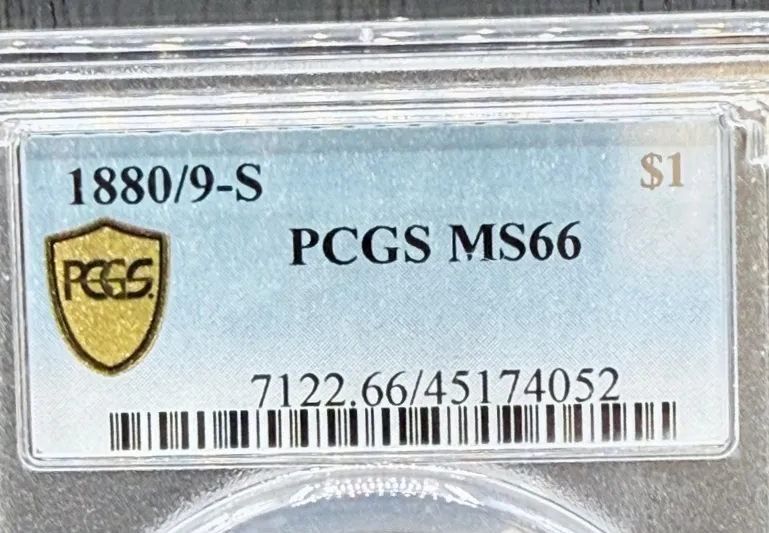 1880/9-S
$1
PCGS MS66
PCGS.
7122.66/45174052